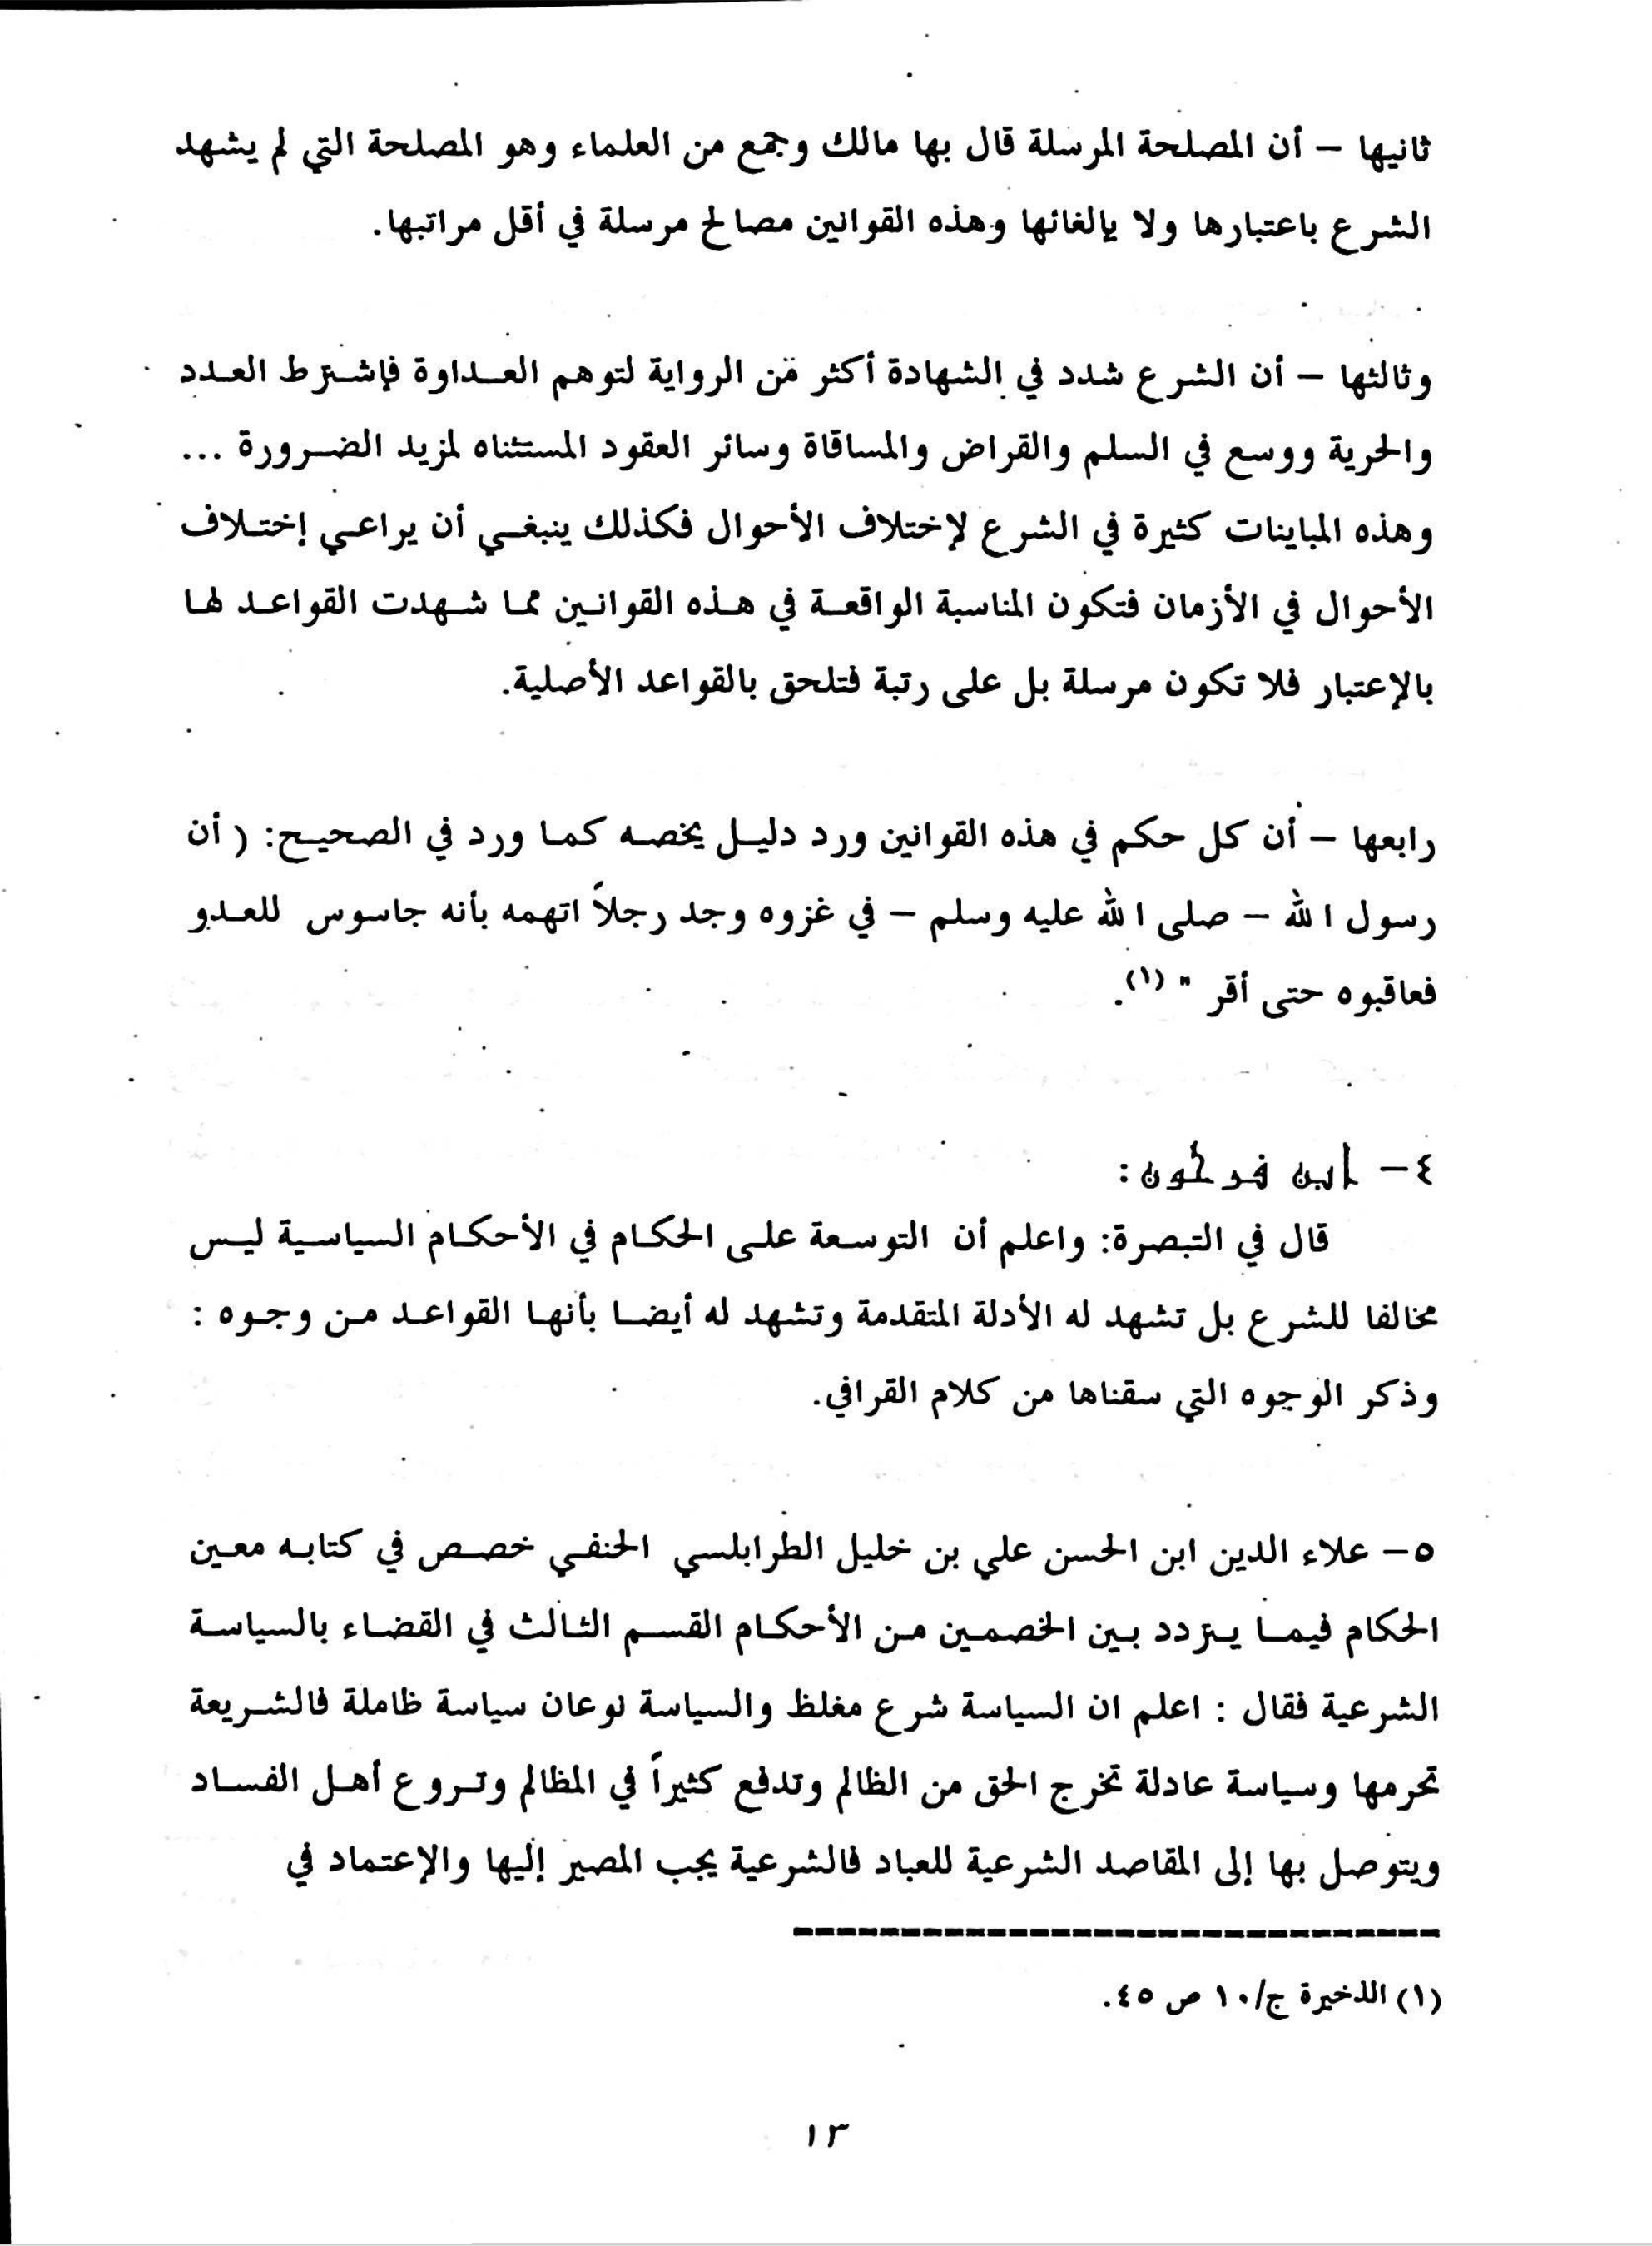 ثانيها – أن المصلحة المرسلة قال بها مالك وجمع من العلماء وهو المصلحة التي لم يشهد
الشرع باعتبارها ولا بإلغائها وهذه القوانين مصالح مرسلة في أقل مراتبها.
وثالثها – أن الشرع شدد في الشهادة أكثر من الرواية لتوهم العداوة فإشترط العدد
والحرية ووسع في السلم والقراض والمساقاة وسائر العقود المستثناه لمزيد الضرورة ...
وهذه المباينات كثيرة في الشرع لإختلاف الأحوال فكذلك ينبغي أن يراعي إختلاف
الأحوال في الأزمان فتكون المناسبة الواقعة في هذه القوانين مما شهدت القواعد لها
بالإعتبار فلا تكون مرسلة بل على رتبة فتلحق بالقواعد الأصلية.
رابعها – أن كل حكم في هذه القوانين ورد دليل يخصه كما ورد في الصحيح: ( أن
رسول الله – صلى الله عليه وسلم – في غزوه وجد رجلاً اتهمه بأنه جاسوس للعدو
فعاقبوه حتى أقر " (١).
٤– ابن فرحون:
قال في التبصرة: واعلم أن التوسعة على الحكام في الأحكام السياسية ليس
مخالفا للشرع بل تشهد له الأدلة المتقدمة وتشهد له أيضا بأنها القواعد من وجوه :
وذكر الوجوه التي سقناها من كلام القرافي.
٥– علاء الدين ابن الحسن علي بن خليل الطرابلسي الحنفي خصص في كتابه معين
الحكام فيما يتردد بين الخصمين من الأحكام القسم الثالث في القضاء بالسياسة
الشرعية فقال : اعلم ان السياسة شرع مغلظ والسياسة نوعان سياسة ظاملة فالشريعة
تحرمها وسياسة عادلة تخرج الحق من الظالم وتدفع كثيراً في المظالم وتروع أهل الفساد
ويتوصل بها إلى المقاصد الشرعية للعباد فالشرعية يجب المصير إليها والإعتماد في
(١) الذخيرة ج/١٠ ص ٤٥.
١٣